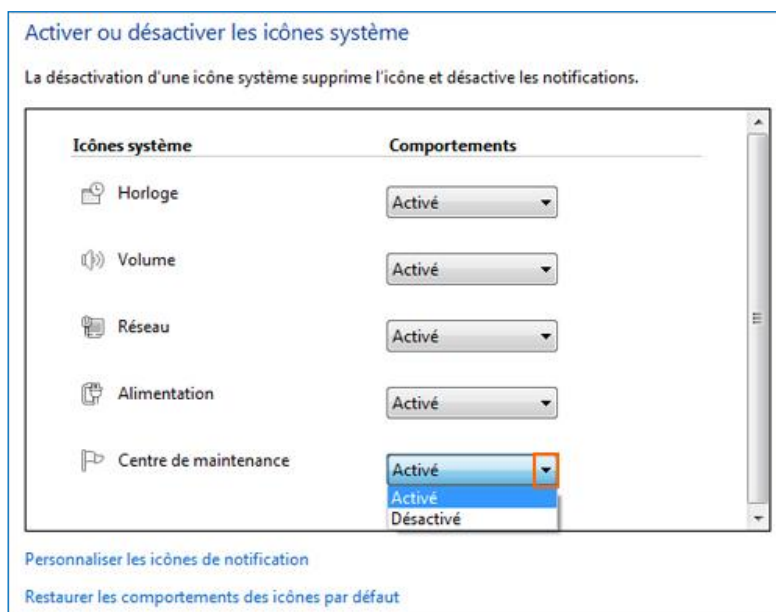 Activer ou désactiver les icônes système
La désactivation d'une icône système supprime l'icône et désactive les notifications.
Icônes système Comportements
Horloge Activé
Volume Activé
Réseau Activé
Alimentation Activé
Centre de maintenance Activé
Activé
Désactivé
Personnaliser les icônes de notification
Restaurer les comportements des icônes par défaut